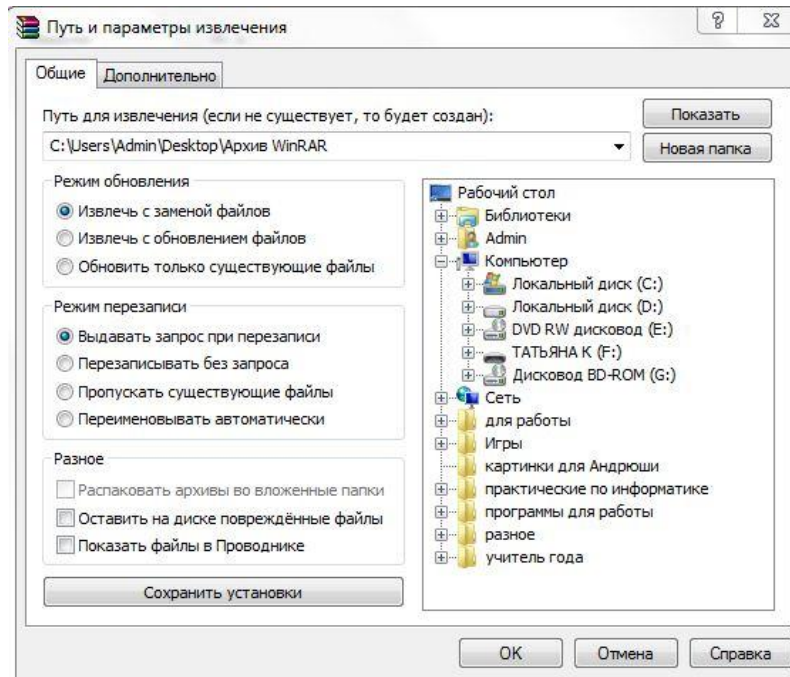 Путь и параметры извлечения
Общие
Дополнительно
Путь для извлечения (если не существует, то будет создан):
Показать
C:\Users\Admin\Desktop\Архив WinRAR
Новая папка
Режим обновления
Извлечь с заменой файлов
Извлечь с обновлением файлов
Обновить только существующие файлы
Режим перезаписи
Выдавать запрос при перезаписи
Перезаписывать без запроса
Пропускать существующие файлы
Переименовывать автоматически
Разное
Распаковать архивы во вложенные папки
Оставить на диске повреждённые файлы
Показать файлы в Проводнике
Сохранить установки
Рабочий стол
Библиотеки
Admin
Компьютер
Локальный диск (C:)
Локальный диск (D:)
DVD RW дисковод (E:)
ТАТЬЯНА К (F:)
Дисковод BD-ROM (G:)
Сеть
для работы
Игры
картинки для Андрюши
практические по информатике
программы для работы
разное
учитель года
OK
Отмена
Справка